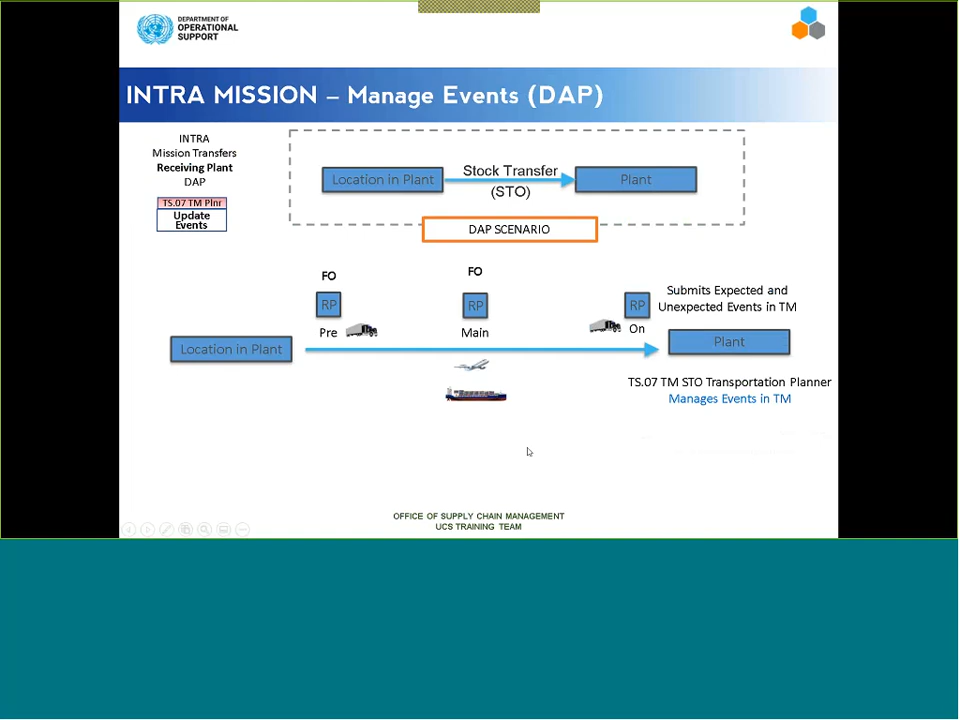 DEPARTMENT OF
OPERATIONAL
SUPPORT
INTRA MISSION – Manage Events (DAP)
INTRA
Mission Transfers
Receiving Plant
DAP
TS.07 TM Plnr
Update
Events
Location in Plant
Stock Transfer
(STO)
Plant
DAP SCENARIO
FO
FO
RP
RP
RP
Submits Expected and
Unexpected Events in TM
Pre
Main
On
Location in Plant
Plant
TS.07 TM STO Transportation Planner
Manages Events in TM
OFFICE OF SUPPLY CHAIN MANAGEMENT
UCS TRAINING TEAM